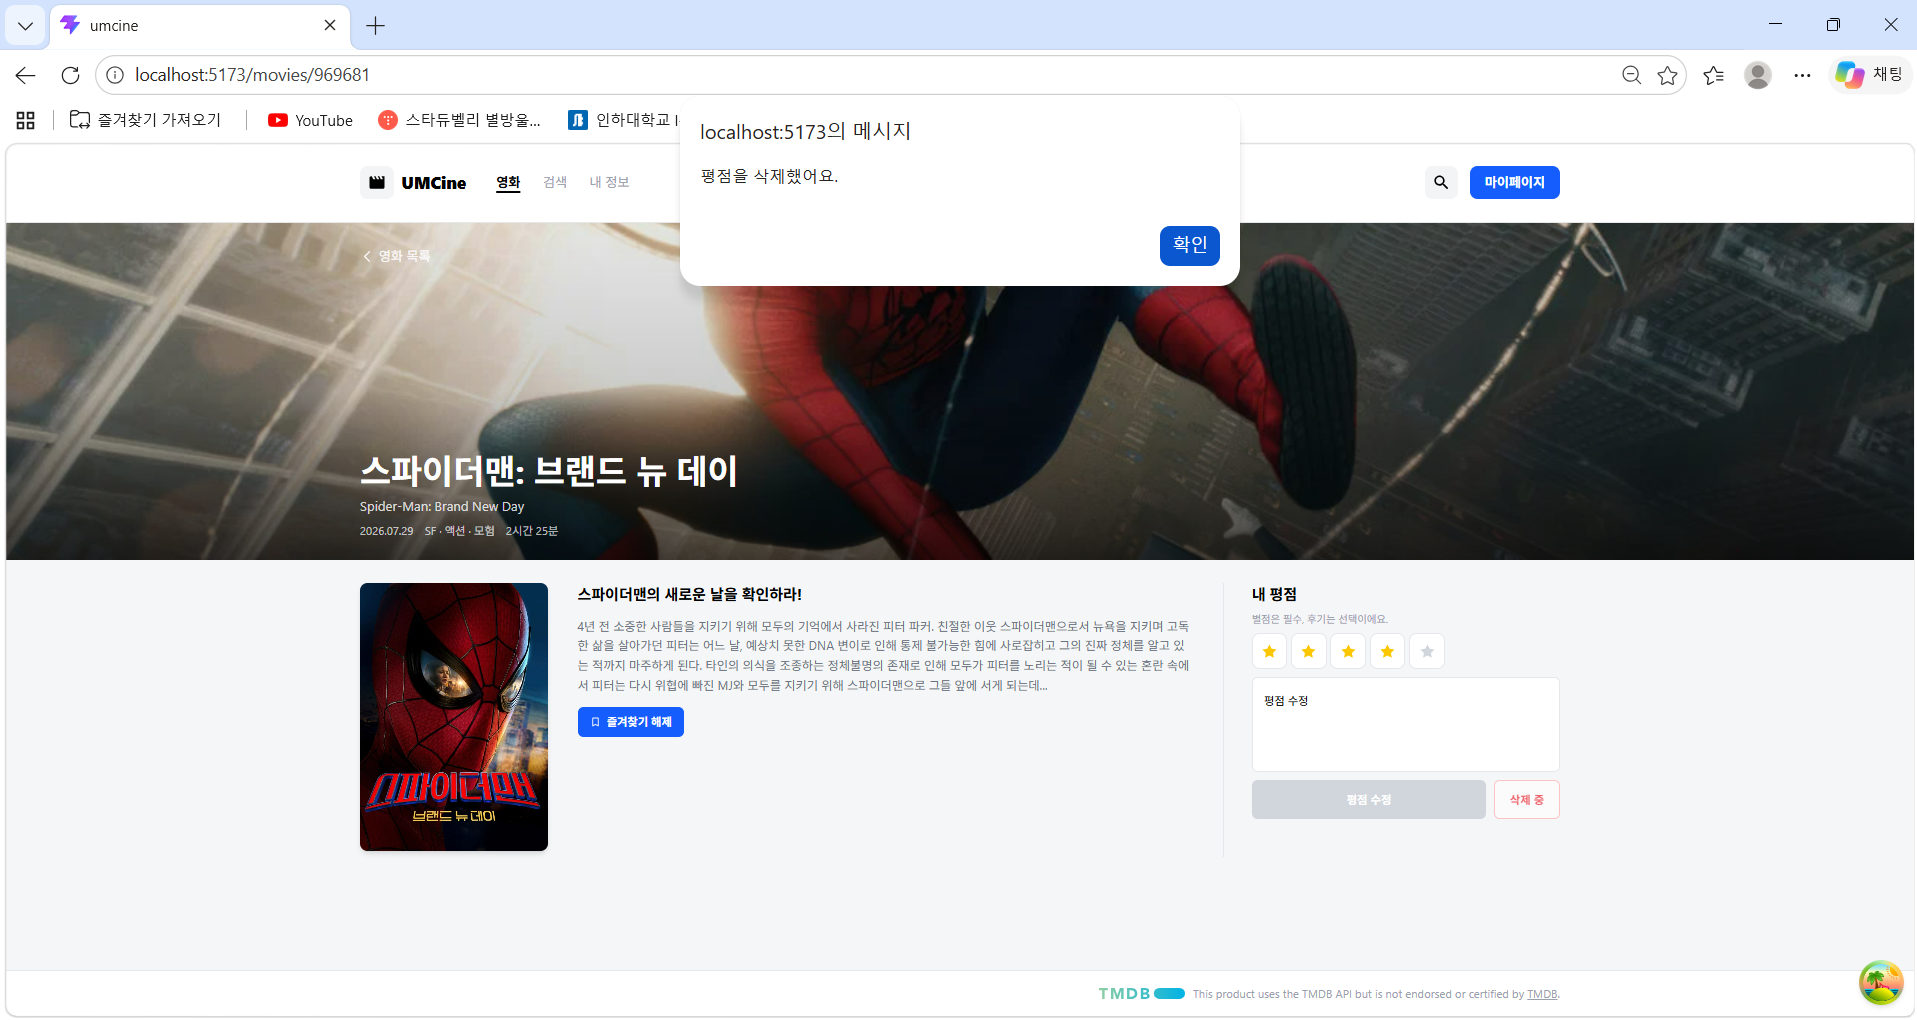 umcine
localhost:5173/movies/969681
채팅
즐겨찾기 가져오기
YouTube
스타듀밸리 별방울...
인하대학교
localhost:5173의 메시지
평점을 삭제했어요.
확인
UMCine
영화
검색
내 정보
마이페이지
영화 목록
스파이더맨: 브랜드 뉴 데이
Spider-Man: Brand New Day
2026.07.29 SF · 액션 · 모험 2시간 25분
스파이더맨
브랜드 뉴 데이
스파이더맨의 새로운 날을 확인하라!
4년 전 소중한 사람들을 지키기 위해 모두의 기억에서 사라진 피터 파커. 친절한 이웃 스파이더맨으로서 뉴욕을 지키며 고독
한 삶을 살아가던 피터는 어느 날, 예상치 못한 DNA 변이로 인해 통제 불가능한 힘에 사로잡히고 그의 진짜 정체를 알고 있
는 적까지 마주하게 된다. 타인의 의식을 조종하는 정체불명의 존재로 인해 모두가 피터를 노리는 적이 될 수 있는 혼란 속에
서 피터는 다시 위협에 빠진 MJ와 모두를 지키기 위해 스파이더맨으로 그들 앞에 서게 되는데...
즐겨찾기 해제
내 평점
별점은 필수, 후기는 선택이에요.
평점 수정
평점 수정
삭제 중
TMDB
This product uses the TMDB API but is not endorsed or certified by TMDB.